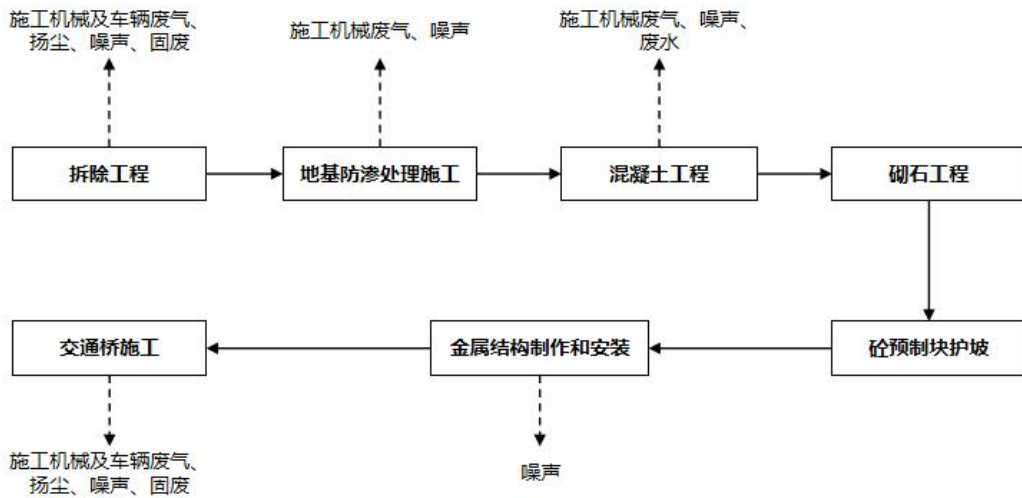 施工机械及车辆废气、
扬尘、噪声、固废
施工机械废气、噪声
施工机械废气、噪声、
废水
拆除工程
地基防渗处理施工
混凝土工程
砌石工程
交通桥施工
金属结构制作和安装
砼预制块护坡
施工机械及车辆废气、
扬尘、噪声、固废
噪声